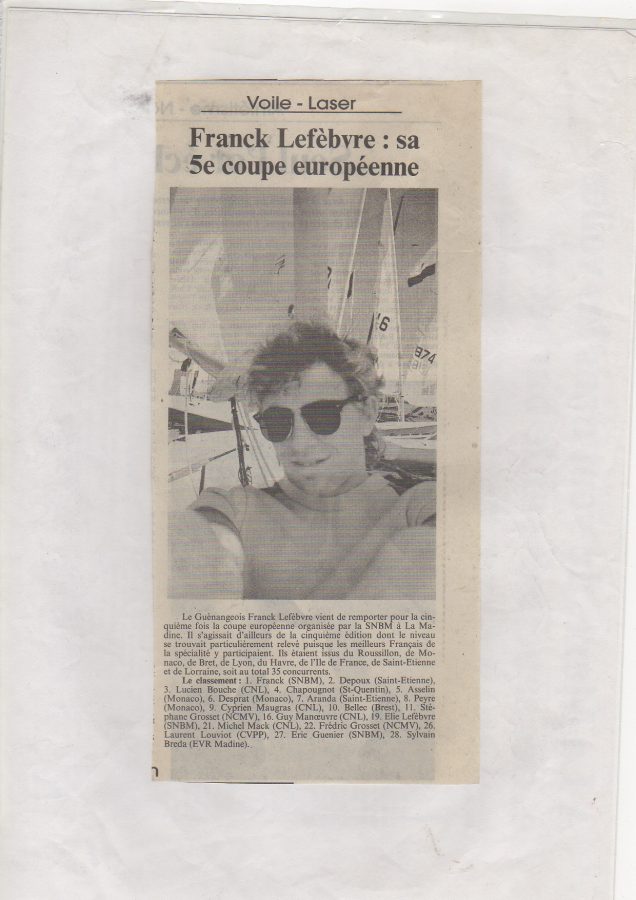 Voile - Laser
Franck Lefèbvre : sa
5e coupe européenne
6
974
Le Guénangeois Franck Lefèbvre vient de remporter pour la cin-
quième fois la coupe européenne organisée par la SNBM à La Ma-
dine. Il s'agissait d'ailleurs de la cinquième édition dont le niveau
se trouvait particulièrement relevé puisque les meilleurs Français de
la spécialité y participaient. Ils étaient issus du Roussillon, de Mo-
naco, de Bret, de Lyon, du Havre, de l'Ile de France, de Saint-Etienne
et de Lorraine, soit au total 35 concurrents.
Le classement : 1. Franck (SNBM), 2. Depoux (Saint-Etienne),
3. Lucien Bouche (CNL), 4. Chapougnot (St-Quentin), 5. Asselin
(Monaco), 6. Desprat (Monaco), 7. Aranda (Saint-Etienne), 8. Peyre
(Monaco), 9. Cyprien Maugras (CNL), 10. Bellec (Brest), 11. Sté-
phane Grosset (NCMV), 16. Guy Manœuvre (CNL), 19. Elie Lefèbvre
(SNBM), 21. Michel Mack (CNL), 22. Frédric Grosset (NCMV), 26.
Laurent Louviot (CVPP), 27. Eric Guenier (SNBM), 28. Sylvain
Breda (EVR Madine).
n